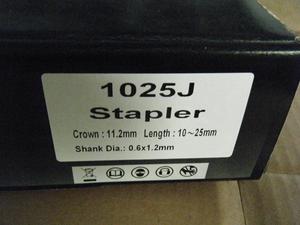 1025J
Stapler
Crown : 11.2mm Length : 10～25mm
Shank Dia.: 0.6x1.2mm